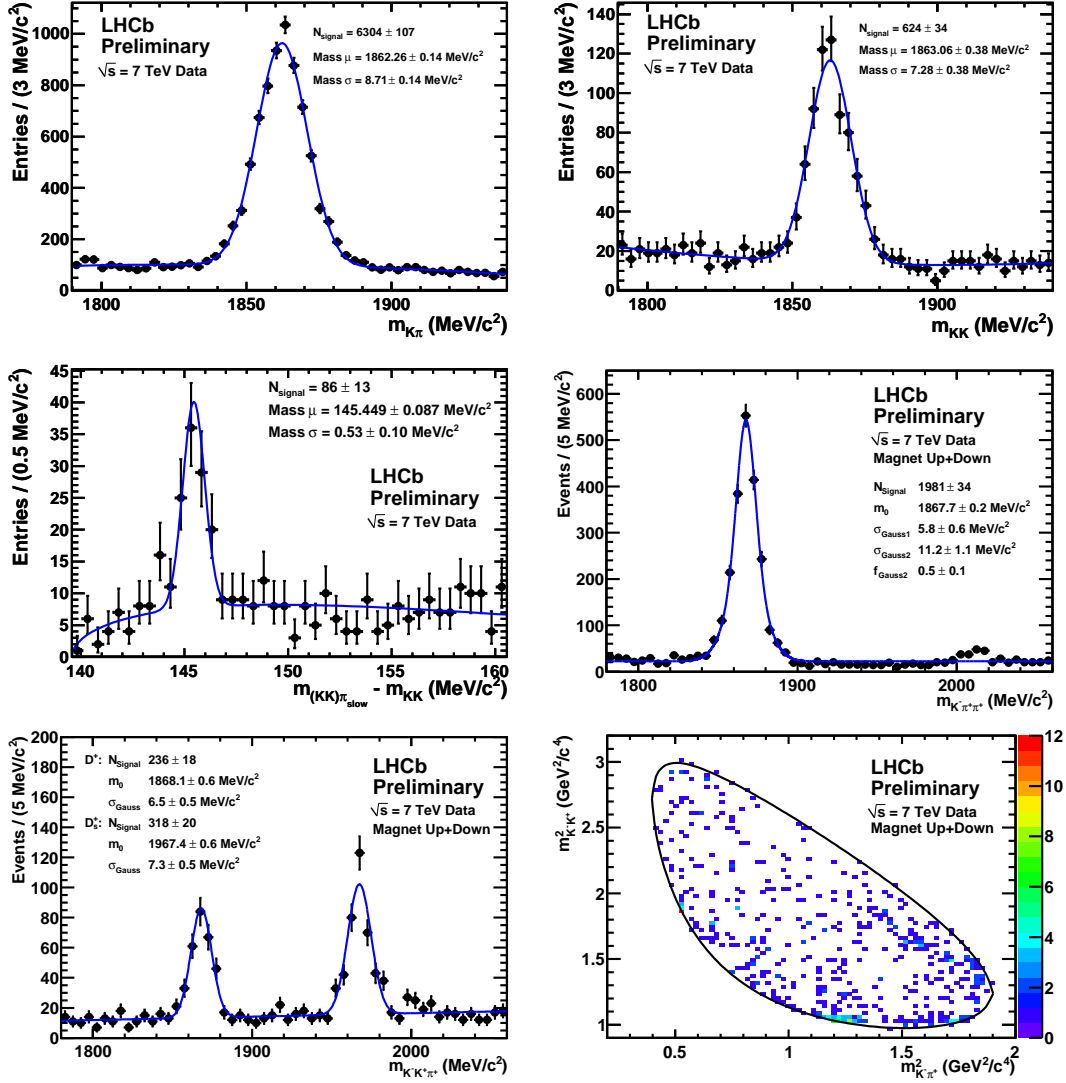 LHCb
Preliminary
√s = 7 TeV Data
N_signal = 6304 ± 107
Mass μ = 1862.26 ± 0.14 MeV/c²
Mass σ = 8.71 ± 0.14 MeV/c²
Entries / (3 MeV/c²)
0 200 400 600 800 1000
1800 1850 1900
m_Kπ (MeV/c²)
LHCb
Preliminary
√s = 7 TeV Data
N_signal = 624 ± 34
Mass μ = 1863.06 ± 0.38 MeV/c²
Mass σ = 7.28 ± 0.38 MeV/c²
Entries / (3 MeV/c²)
0 20 40 60 80 100 120 140
1800 1850 1900
m_KK (MeV/c²)
N_signal = 86 ± 13
Mass μ = 145.449 ± 0.087 MeV/c²
Mass σ = 0.53 ± 0.10 MeV/c²
LHCb
Preliminary
√s = 7 TeV Data
Entries / (0.5 MeV/c²)
0 5 10 15 20 25 30 35 40 45
140 145 150 155 160
m_(KK)π_slow - m_KK (MeV/c²)
LHCb
Preliminary
√s = 7 TeV Data
Magnet Up+Down
N_Signal 1981 ± 34
m_0 1867.7 ± 0.2 MeV/c²
σ_Gauss1 5.8 ± 0.6 MeV/c²
σ_Gauss2 11.2 ± 1.1 MeV/c²
f_Gauss2 0.5 ± 0.1
Events / (5 MeV/c²)
0 100 200 300 400 500 600
1800 1900 2000
m_K⁻π⁺π⁺ (MeV/c²)
D⁺: N_Signal 236 ± 18
m_0 1868.1 ± 0.6 MeV/c²
σ_Gauss 6.5 ± 0.5 MeV/c²
D_s⁺: N_Signal 318 ± 20
m_0 1967.4 ± 0.6 MeV/c²
σ_Gauss 7.3 ± 0.5 MeV/c²
LHCb
Preliminary
√s = 7 TeV Data
Magnet Up+Down
Events / (5 MeV/c²)
0 20 40 60 80 100 120 140 160 180 200
1800 1900 2000
m_K⁻K⁺π⁺ (MeV/c²)
LHCb
Preliminary
√s = 7 TeV Data
Magnet Up+Down
m²_K⁻K⁺ (GeV²/c⁴)
1 1.5 2 2.5 3
0.5 1 1.5 2
m²_K⁻π⁺ (GeV²/c⁴)
0 2 4 6 8 10 12